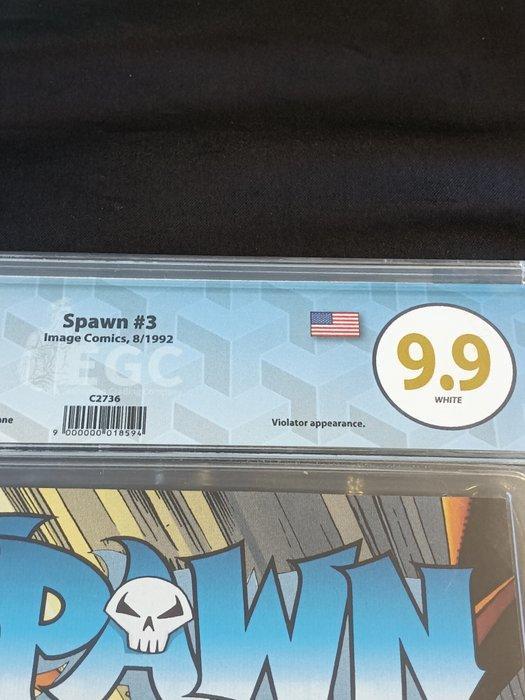 Spawn #3
Image Comics, 8/1992
EGC
C2736
9 000000 018594
Violator appearance.
9.9
WHITE
SPAWN